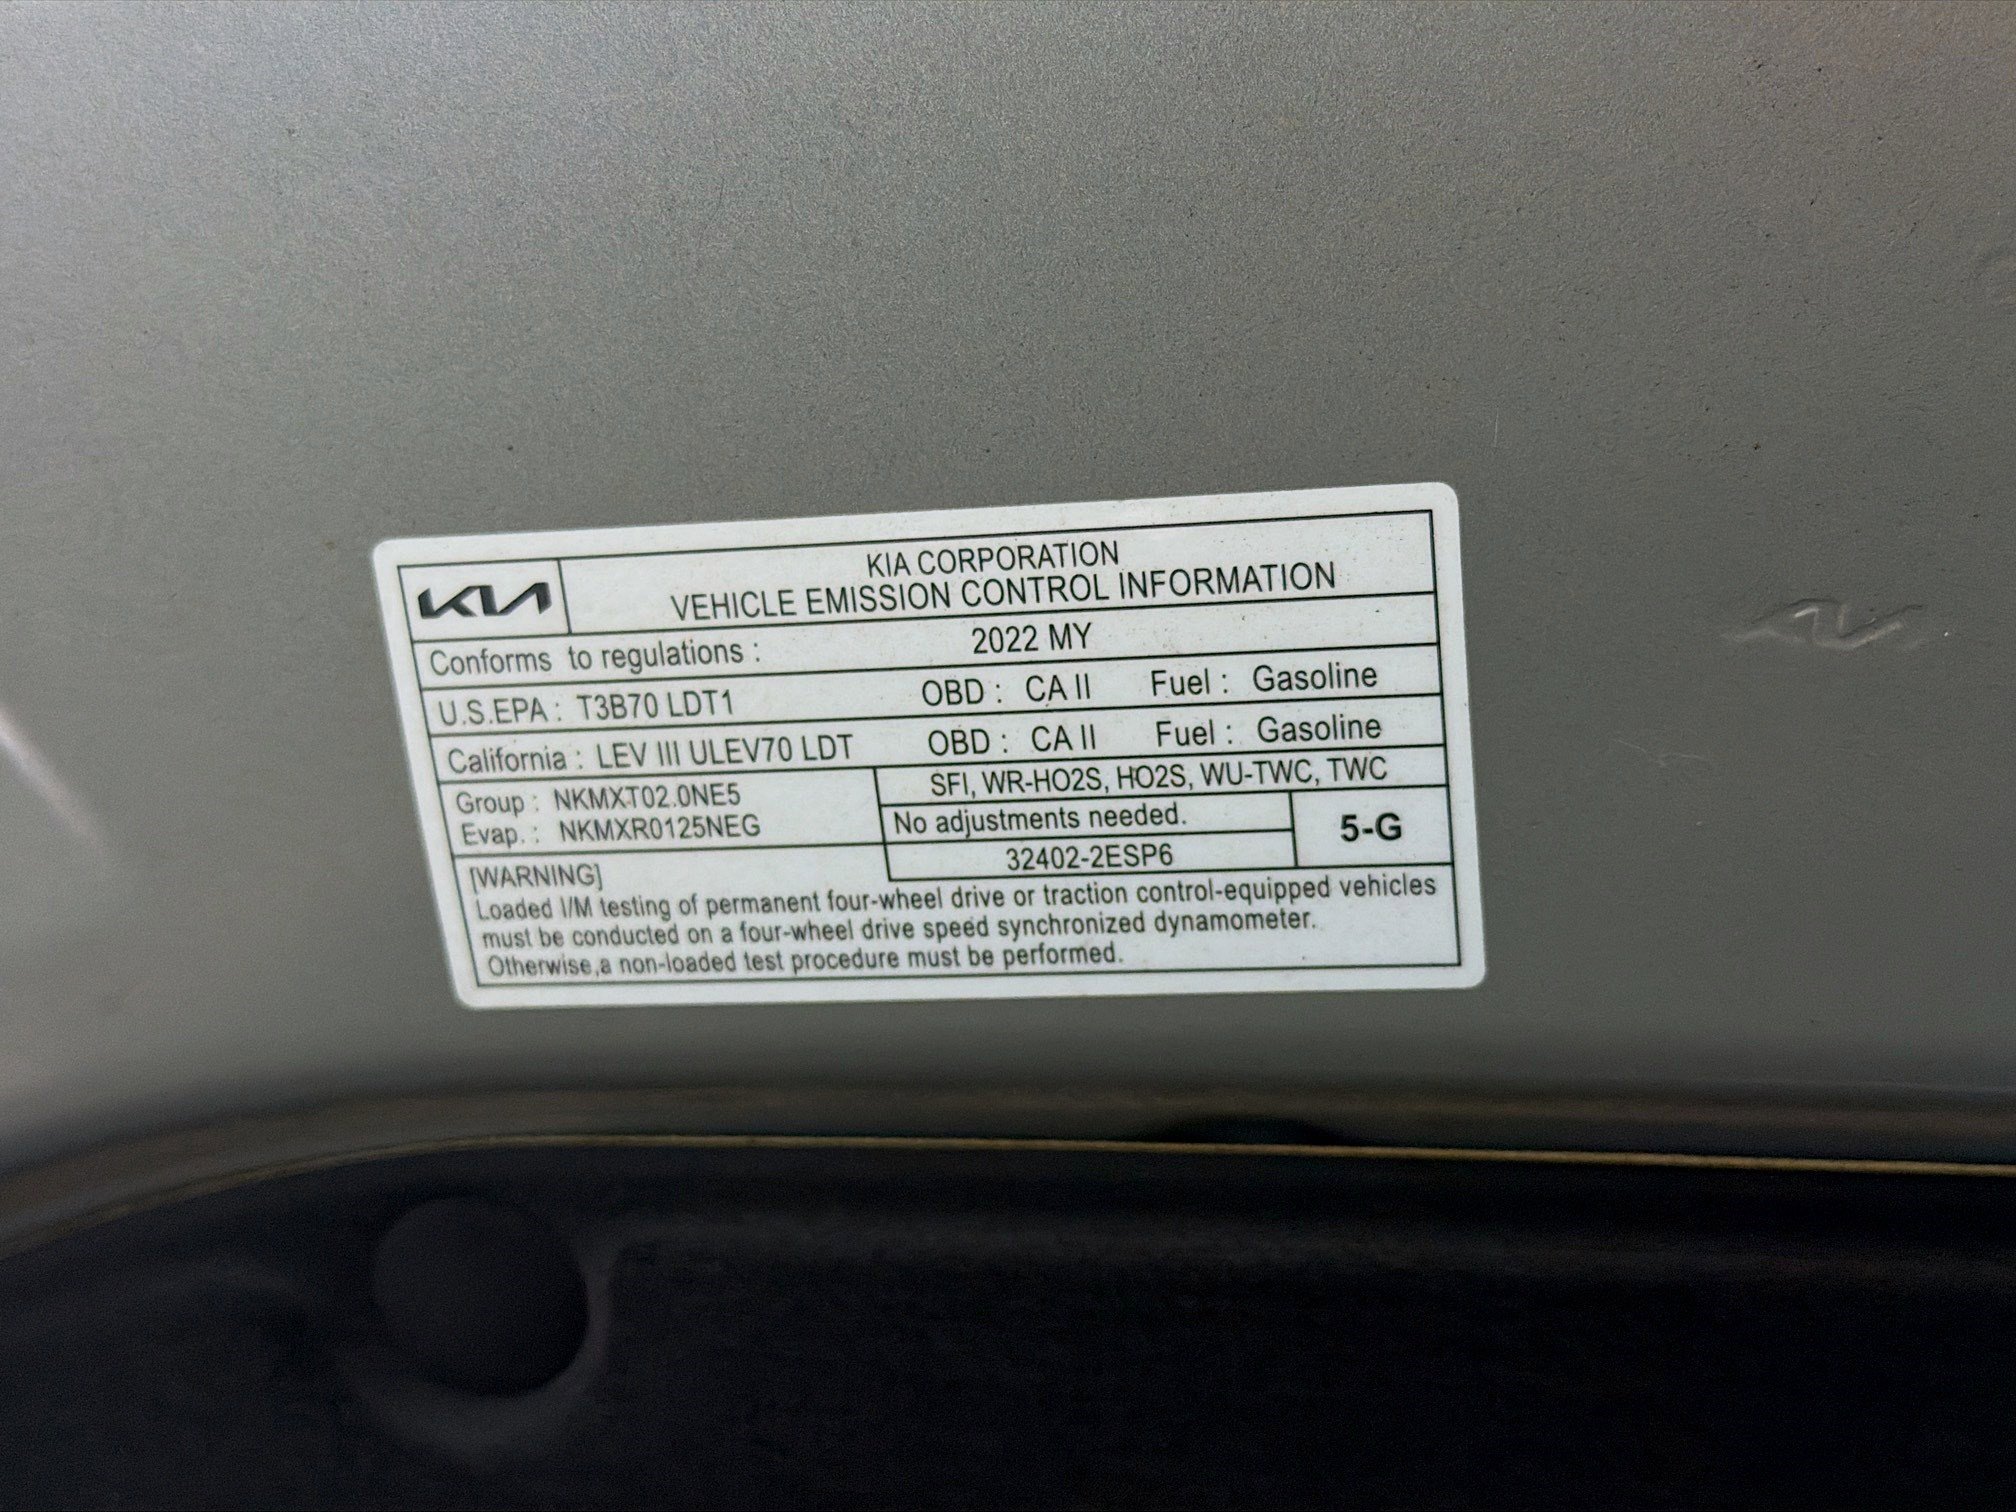 KIA
KIA CORPORATION
VEHICLE EMISSION CONTROL INFORMATION
Conforms to regulations : 2022 MY
U.S.EPA : T3B70 LDT1 OBD : CA II Fuel : Gasoline
California : LEV III ULEV70 LDT OBD : CA II Fuel : Gasoline
Group : NKMXT02.0NE5
Evap. : NKMXR0125NEG
SFI, WR-HO2S, HO2S, WU-TWC, TWC
No adjustments needed.
5-G
32402-2ESP6
[WARNING]
Loaded I/M testing of permanent four-wheel drive or traction control-equipped vehicles
must be conducted on a four-wheel drive speed synchronized dynamometer.
Otherwise,a non-loaded test procedure must be performed.